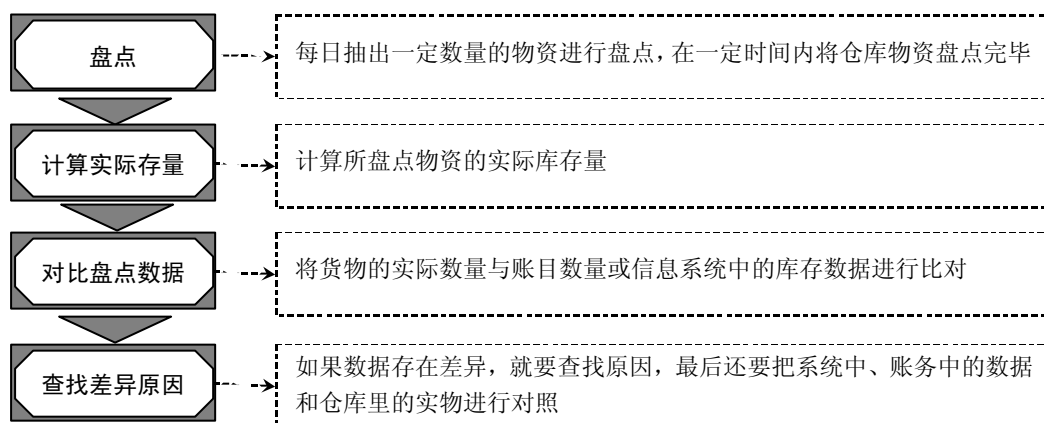 盘点
每日抽出一定数量的物资进行盘点,在一定时间内将仓库物资盘点完毕
计算实际存量
计算所盘点物资的实际库存量
对比盘点数据
将货物的实际数量与账目数量或信息系统中的库存数据进行比对
查找差异原因
如果数据存在差异，就要查找原因，最后还要把系统中、账务中的数据
和仓库里的实物进行对照